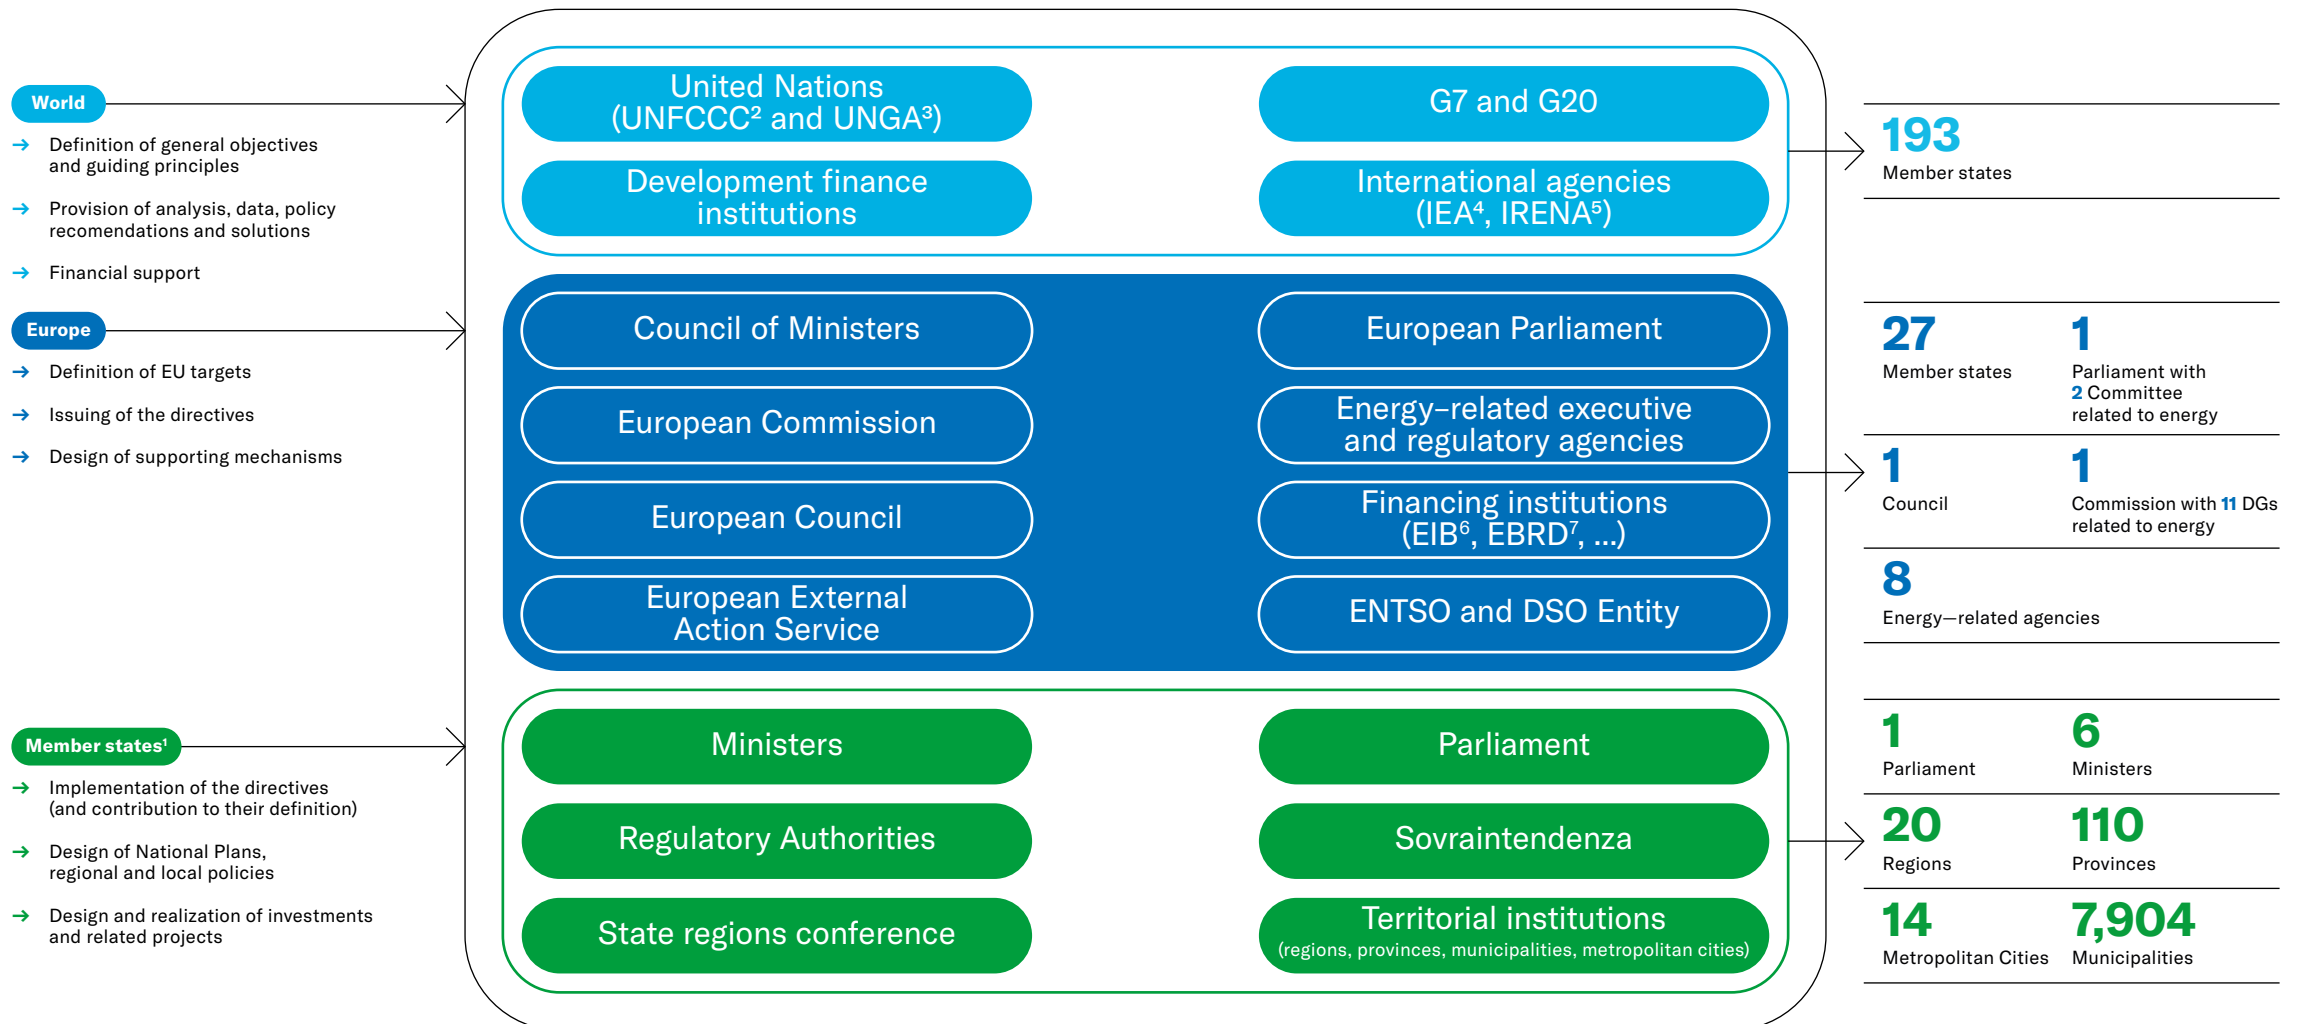 World
→ Definition of general objectives
and guiding principles
→ Provision of analysis, data, policy
recomendations and solutions
→ Financial support
Europe
→ Definition of EU targets
→ Issuing of the directives
→ Design of supporting mechanisms
Member states¹
→ Implementation of the directives
(and contribution to their definition)
→ Design of National Plans,
regional and local policies
→ Design and realization of investments
and related projects
United Nations
(UNFCCC² and UNGA³)
G7 and G20
Development finance
institutions
International agencies
(IEA⁴, IRENA⁵)
Council of Ministers
European Parliament
European Commission
Energy–related executive
and regulatory agencies
European Council
Financing institutions
(EIB⁶, EBRD⁷, ...)
European External
Action Service
ENTSO and DSO Entity
Ministers
Parliament
Regulatory Authorities
Sovraintendenza
State regions conference
Territorial institutions
(regions, provinces, municipalities, metropolitan cities)
193
Member states
27
Member states
1
Parliament with
2 Committee
related to energy
1
Council
1
Commission with 11 DGs
related to energy
8
Energy—related agencies
1
Parliament
6
Ministers
20
Regions
110
Provinces
14
Metropolitan Cities
7,904
Municipalities